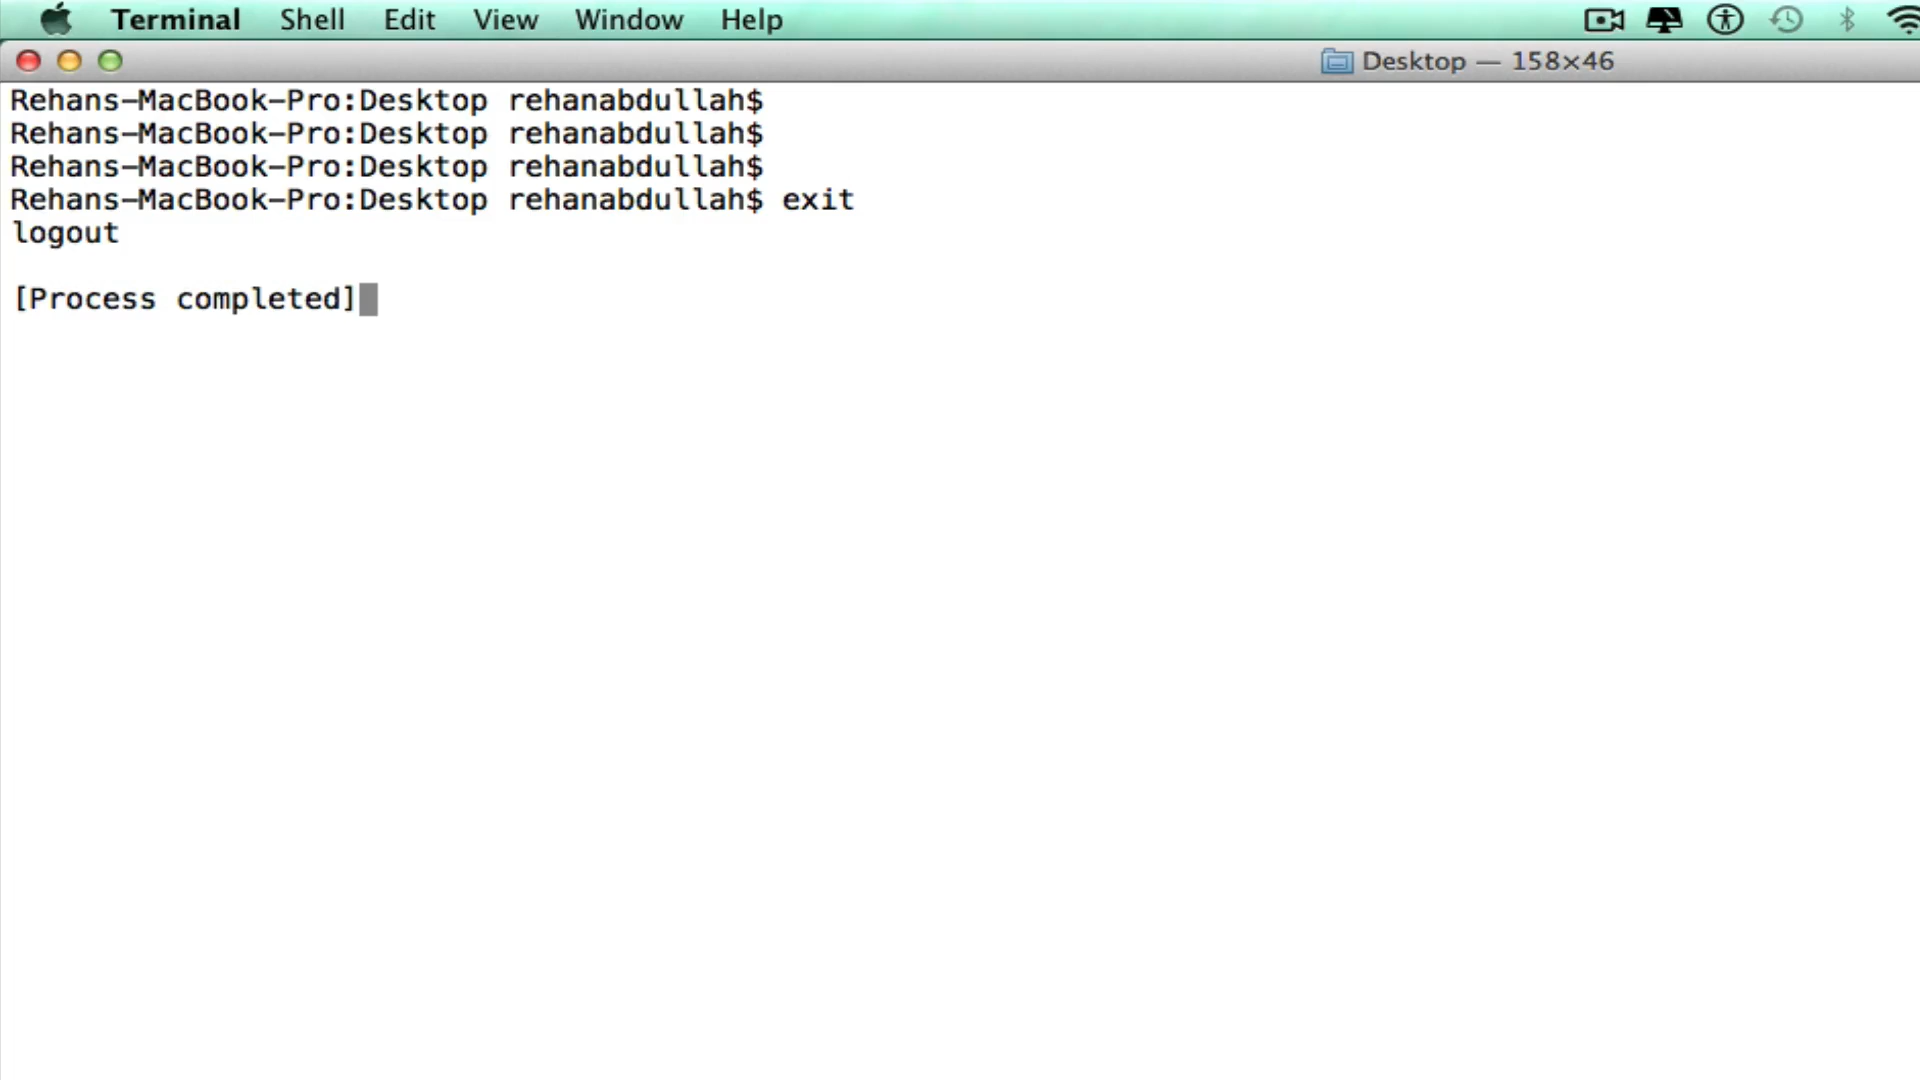 Terminal Shell Edit View Window Help
Desktop — 158×46
Rehans-MacBook-Pro:Desktop rehanabdullah$
Rehans-MacBook-Pro:Desktop rehanabdullah$
Rehans-MacBook-Pro:Desktop rehanabdullah$
Rehans-MacBook-Pro:Desktop rehanabdullah$ exit
logout
[Process completed]